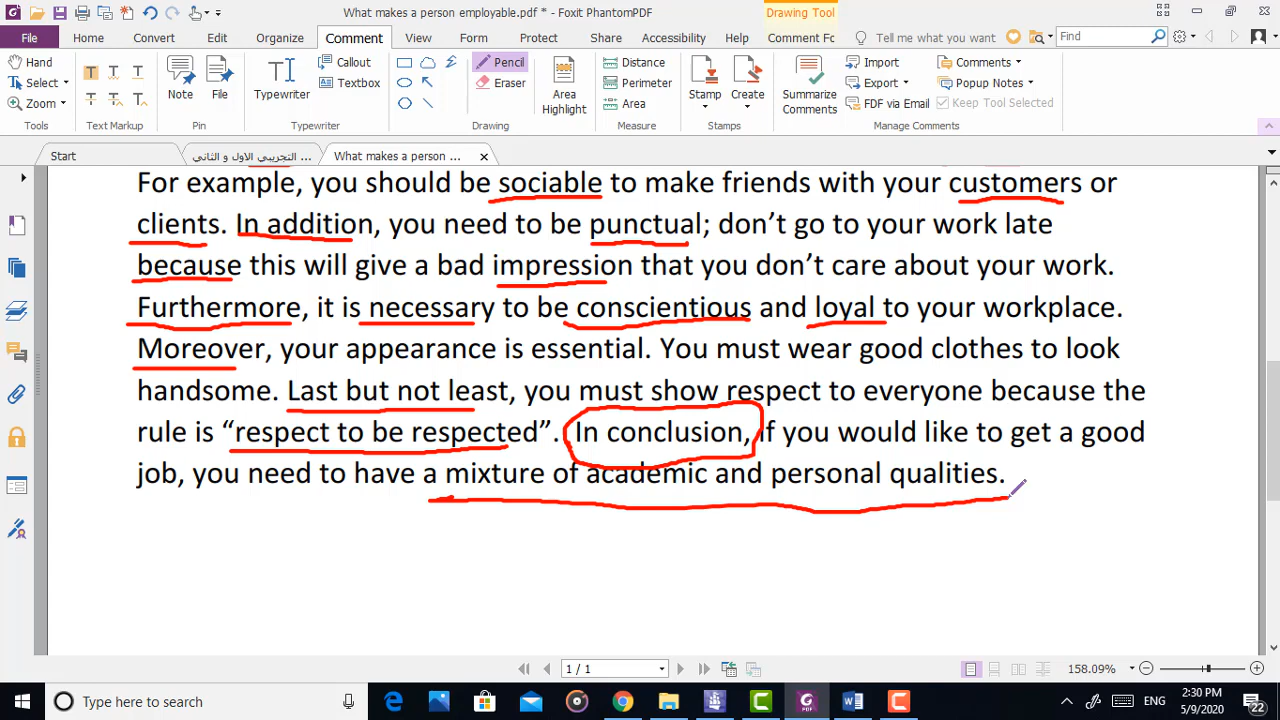 What makes a person employable.pdf * - Foxit PhantomPDF
Drawing Tool
File Home Convert Edit Organize Comment View Form Protect Share Accessibility Help Comment Fc Tell me what you want Find
Hand
Select
Zoom
Tools
Text Markup
Note
File
Pin
Typewriter
Callout
Textbox
Typewriter
Pencil
Eraser
Area Highlight
Drawing
Distance
Perimeter
Area
Measure
Stamp
Create
Stamps
Summarize Comments
Import
Export
FDF via Email
Comments
Popup Notes
Keep Tool Selected
Manage Comments
Start
التجريبي الاول و الثاني ...
What makes a person ...
For example, you should be sociable to make friends with your customers or
clients. In addition, you need to be punctual; don’t go to your work late
because this will give a bad impression that you don’t care about your work.
Furthermore, it is necessary to be conscientious and loyal to your workplace.
Moreover, your appearance is essential. You must wear good clothes to look
handsome. Last but not least, you must show respect to everyone because the
rule is “respect to be respected”. In conclusion, if you would like to get a good
job, you need to have a mixture of academic and personal qualities.
1 / 1
158.09%
Type here to search
ENG
2:30 PM
5/9/2020
22